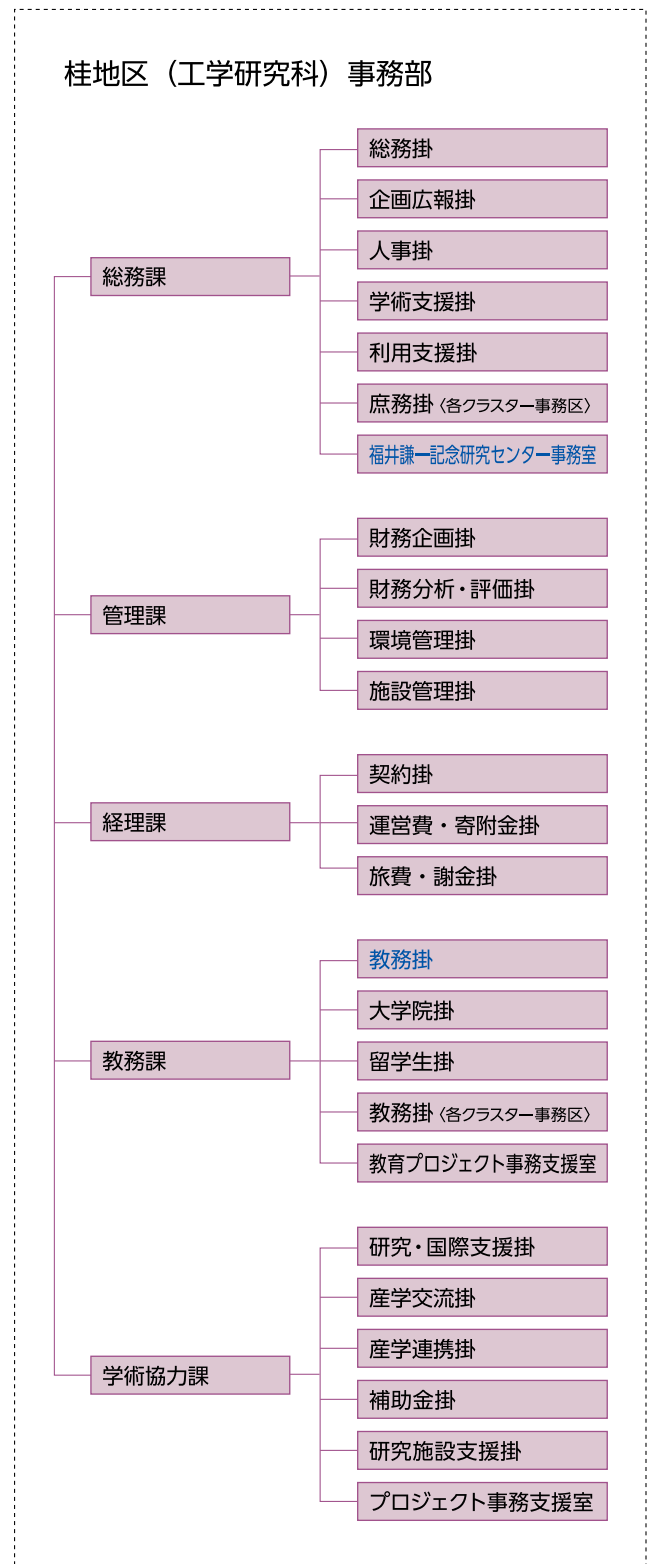 桂地区（工学研究科）事務部
総務課
総務掛
企画広報掛
人事掛
学術支援掛
利用支援掛
庶務掛〈各クラスター事務区〉
福井謙一記念研究センター事務室
管理課
財務企画掛
財務分析・評価掛
環境管理掛
施設管理掛
経理課
契約掛
運営費・寄附金掛
旅費・謝金掛
教務課
教務掛
大学院掛
留学生掛
教務掛〈各クラスター事務区〉
教育プロジェクト事務支援室
学術協力課
研究・国際支援掛
産学交流掛
産学連携掛
補助金掛
研究施設支援掛
プロジェクト事務支援室